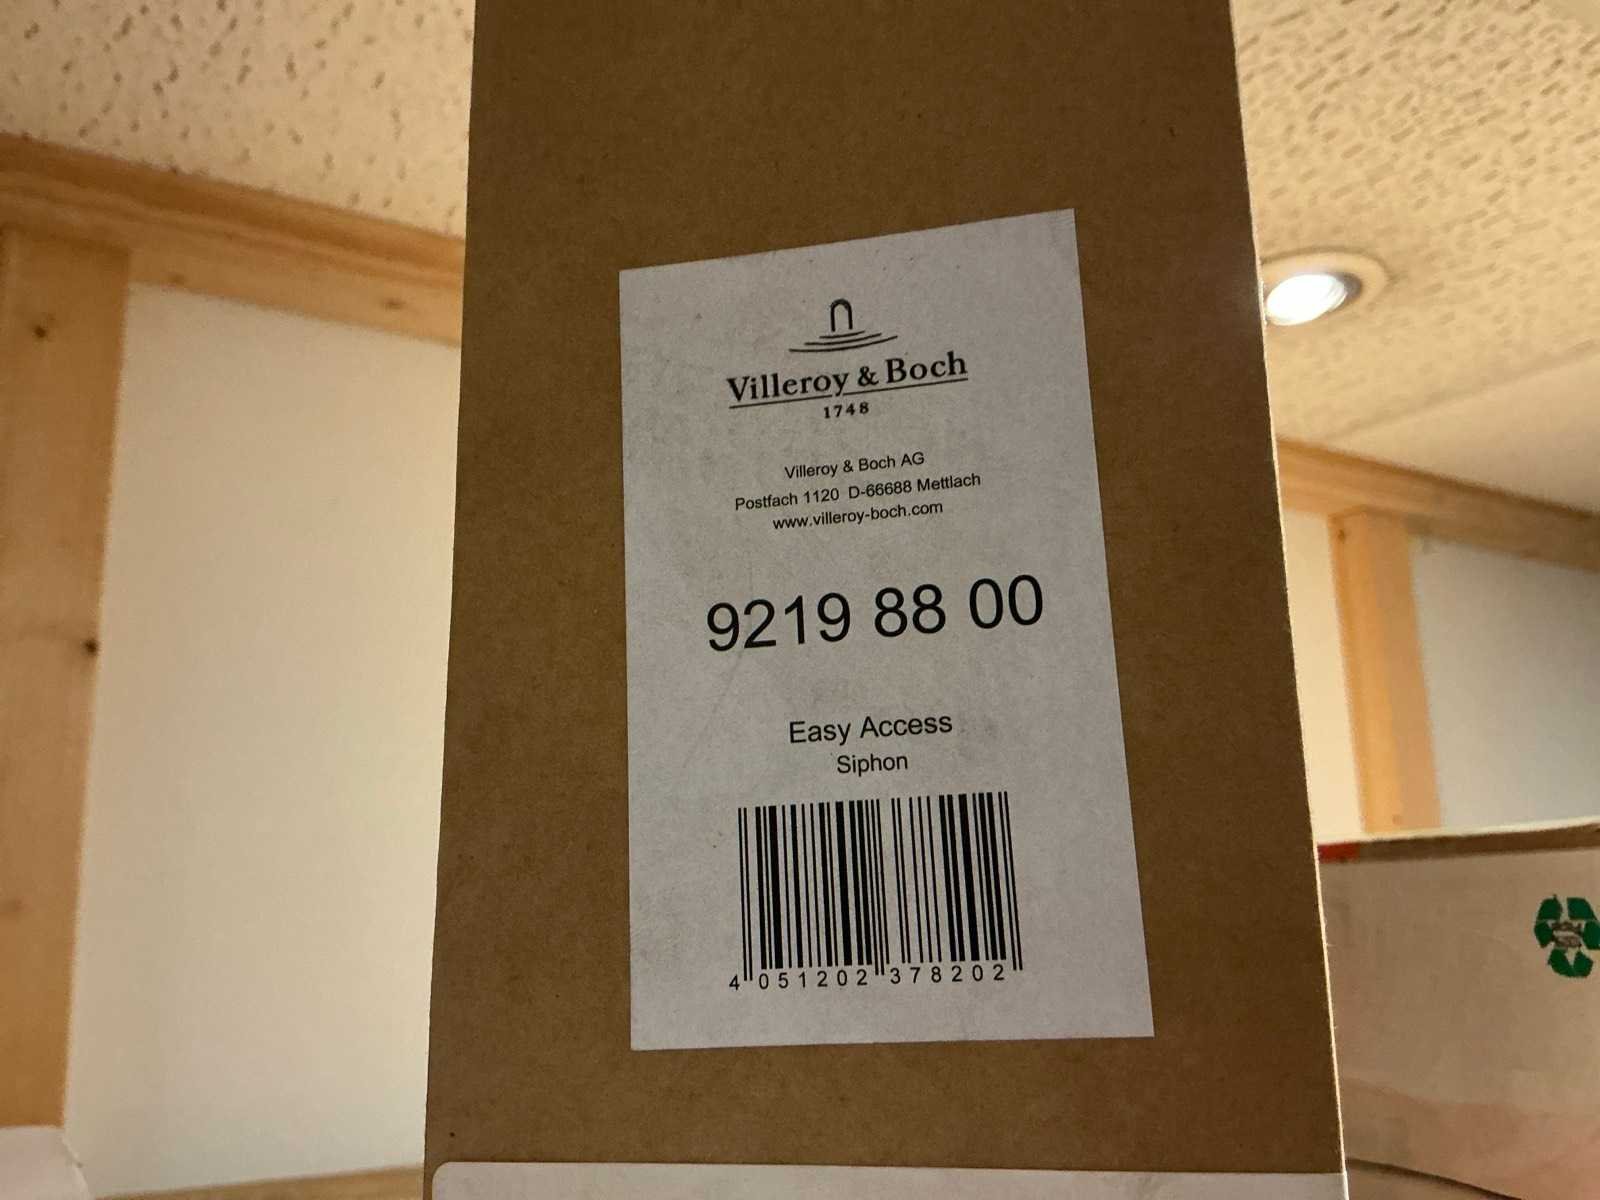 Villeroy & Boch
1748
Villeroy & Boch AG
Postfach 1120 D-66688 Mettlach
www.villeroy-boch.com
9219 88 00
Easy Access
Siphon
4 051202 378202